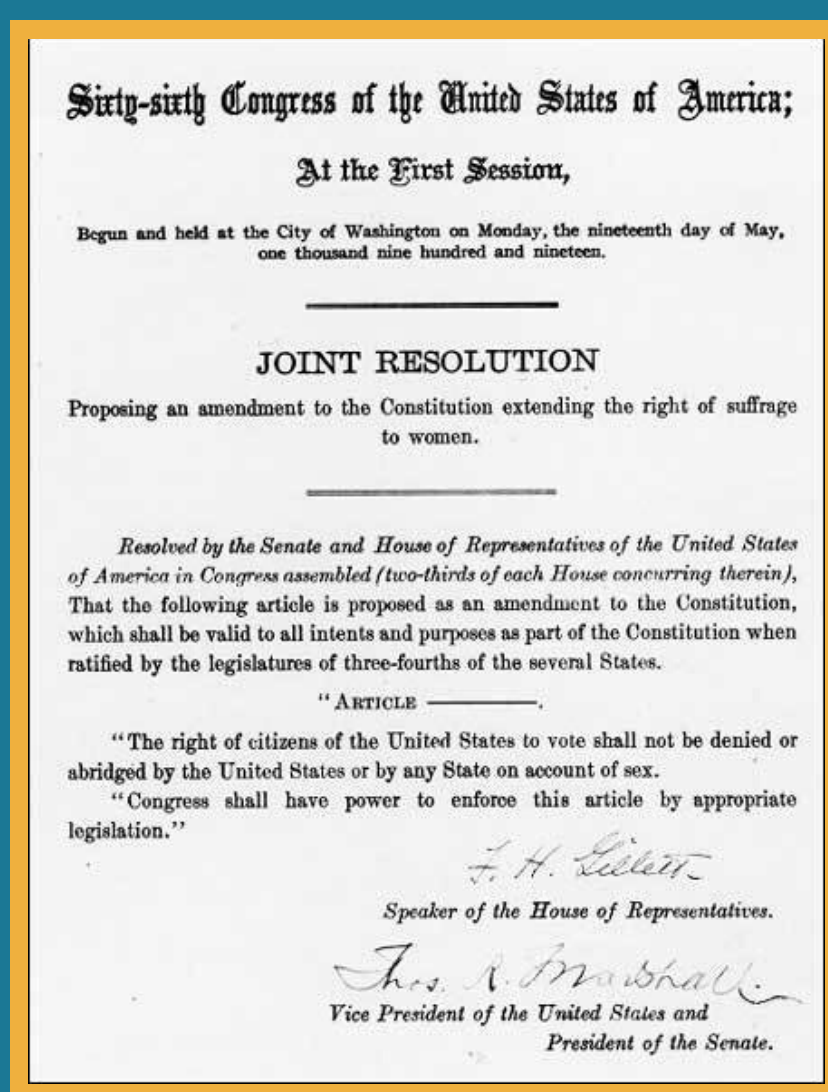 Sixty-sixth Congress of the United States of America;
At the First Session,
Begun and held at the City of Washington on Monday, the nineteenth day of May,
one thousand nine hundred and nineteen.
JOINT RESOLUTION
Proposing an amendment to the Constitution extending the right of suffrage
to women.
Resolved by the Senate and House of Representatives of the United States
of America in Congress assembled (two-thirds of each House concurring therein),
That the following article is proposed as an amendment to the Constitution,
which shall be valid to all intents and purposes as part of the Constitution when
ratified by the legislatures of three-fourths of the several States.
“ARTICLE ————.
“The right of citizens of the United States to vote shall not be denied or
abridged by the United States or by any State on account of sex.
“Congress shall have power to enforce this article by appropriate
legislation.”
F. H. Gillett
Speaker of the House of Representatives.
Thos. R. Marshall.
Vice President of the United States and
President of the Senate.